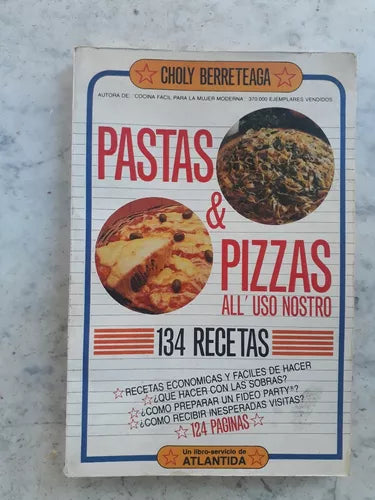 CHOLY BERRETEAGA
AUTORA DE: "COCINA FACIL PARA LA MUJER MODERNA" 370.000 EJEMPLARES VENDIDOS
PASTAS
&
PIZZAS
ALL' USO NOSTRO
134 RECETAS
RECETAS ECONOMICAS Y FACILES DE HACER
¿QUE HACER CON LAS SOBRAS?
¿COMO PREPARAR UN FIDEO PARTY®?
¿COMO RECIBIR INESPERADAS VISITAS?
124 PAGINAS
Un libro-servicio de
ATLANTIDA